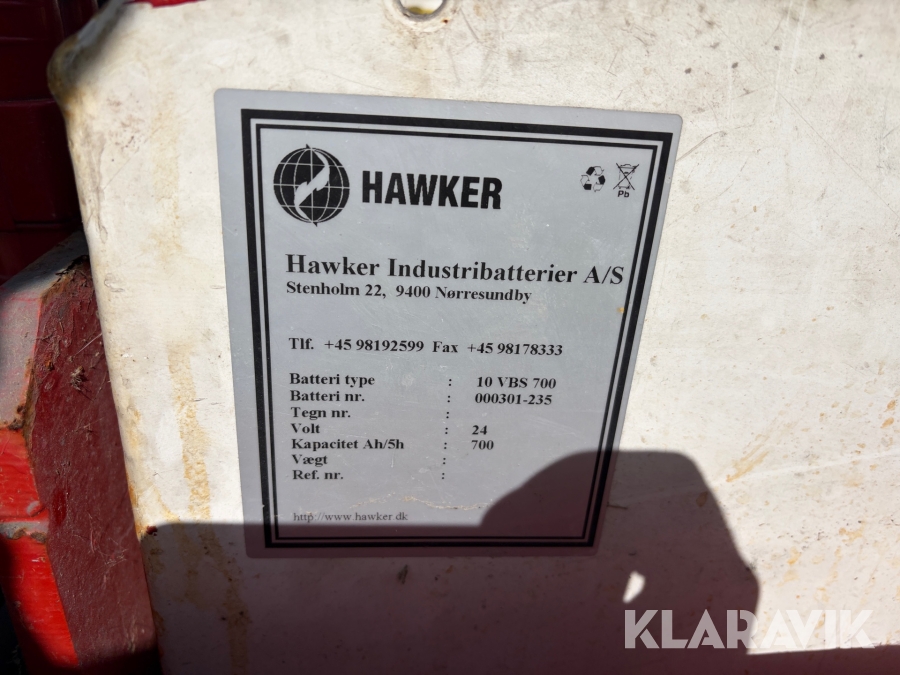 HAWKER
Pb
Hawker Industribatterier A/S
Stenholm 22, 9400 Nørresundby
Tlf. +45 98192599 Fax +45 98178333
Batteri type : 10 VBS 700
Batteri nr. : 000301-235
Tegn nr. :
Volt : 24
Kapacitet Ah/5h : 700
Vægt :
Ref. nr. :
http://www.hawker.dk
KLARAVIK